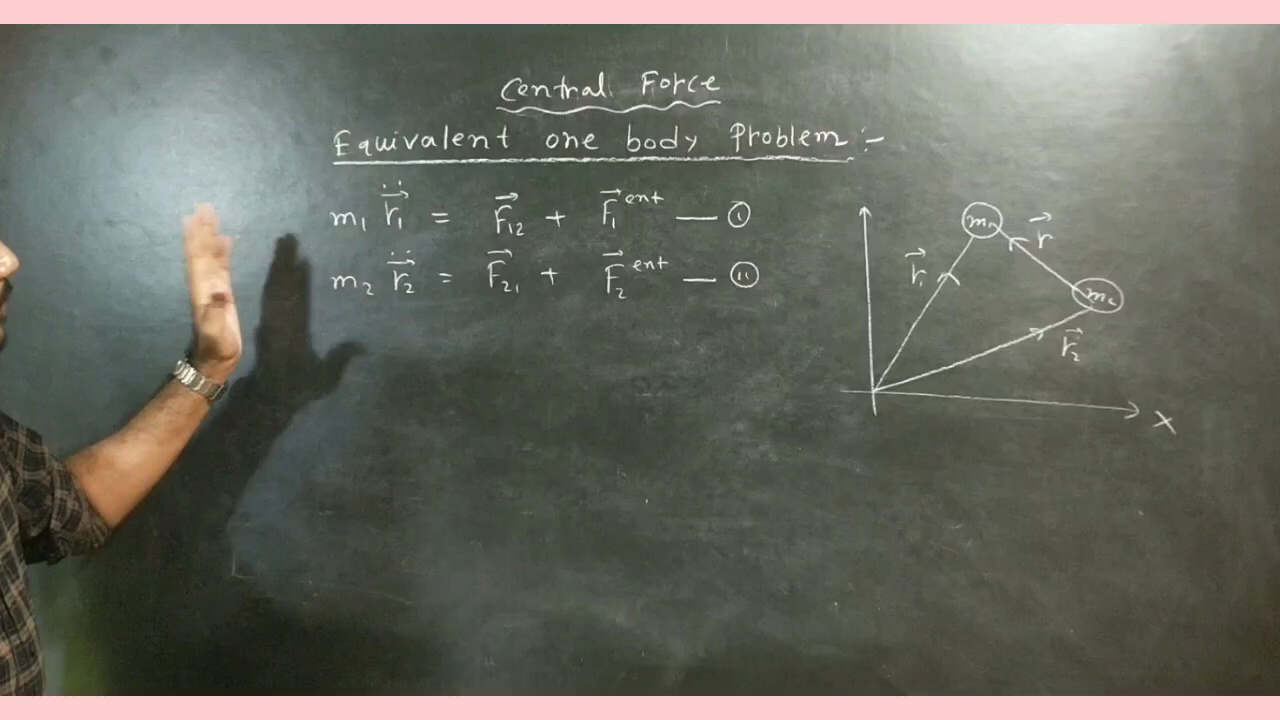 Central Force
Equivalent one body Problem :-
m₁ r̈⃗₁ = F⃗₁₂ + F⃗₁ᵉⁿᵗ — ①
m₂ r̈⃗₂ = F⃗₂₁ + F⃗₂ᵉⁿᵗ — ⑪
m₁
r⃗
r⃗₁
m₂
r⃗₂
X